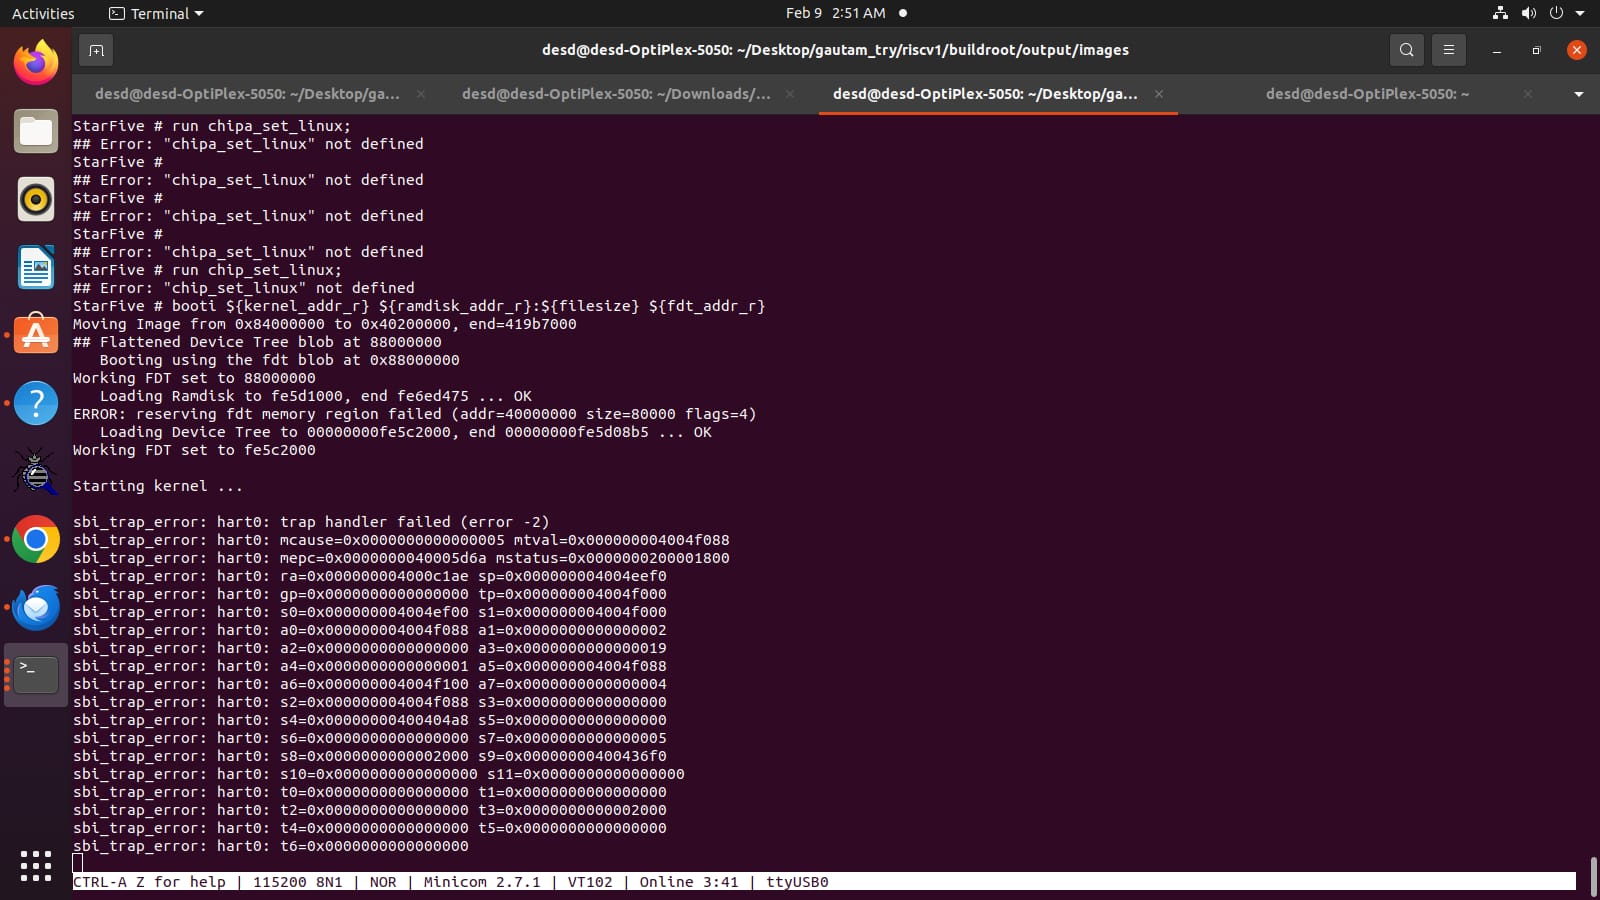 Activities
Terminal
Feb 9 2:51 AM
desd@desd-OptiPlex-5050: ~/Desktop/gautam_try/riscv1/buildroot/output/images
desd@desd-OptiPlex-5050: ~/Desktop/ga...
desd@desd-OptiPlex-5050: ~/Downloads/...
desd@desd-OptiPlex-5050: ~/Desktop/ga...
desd@desd-OptiPlex-5050: ~
StarFive # run chipa_set_linux;
## Error: "chipa_set_linux" not defined
StarFive #
## Error: "chipa_set_linux" not defined
StarFive #
## Error: "chipa_set_linux" not defined
StarFive #
## Error: "chipa_set_linux" not defined
StarFive # run chip_set_linux;
## Error: "chip_set_linux" not defined
StarFive # booti ${kernel_addr_r} ${ramdisk_addr_r}:${filesize} ${fdt_addr_r}
Moving Image from 0x84000000 to 0x40200000, end=419b7000
## Flattened Device Tree blob at 88000000
   Booting using the fdt blob at 0x88000000
Working FDT set to 88000000
   Loading Ramdisk to fe5d1000, end fe6ed475 ... OK
ERROR: reserving fdt memory region failed (addr=40000000 size=80000 flags=4)
   Loading Device Tree to 00000000fe5c2000, end 00000000fe5d08b5 ... OK
Working FDT set to fe5c2000
Starting kernel ...
sbi_trap_error: hart0: trap handler failed (error -2)
sbi_trap_error: hart0: mcause=0x0000000000000005 mtval=0x000000004004f088
sbi_trap_error: hart0: mepc=0x0000000040005d6a mstatus=0x0000000200001800
sbi_trap_error: hart0: ra=0x000000004000c1ae sp=0x000000004004eef0
sbi_trap_error: hart0: gp=0x0000000000000000 tp=0x000000004004f000
sbi_trap_error: hart0: s0=0x000000004004ef00 s1=0x000000004004f000
sbi_trap_error: hart0: a0=0x000000004004f088 a1=0x0000000000000002
sbi_trap_error: hart0: a2=0x0000000000000000 a3=0x0000000000000019
sbi_trap_error: hart0: a4=0x0000000000000001 a5=0x000000004004f088
sbi_trap_error: hart0: a6=0x000000004004f100 a7=0x0000000000000004
sbi_trap_error: hart0: s2=0x000000004004f088 s3=0x0000000000000000
sbi_trap_error: hart0: s4=0x00000000400404a8 s5=0x0000000000000000
sbi_trap_error: hart0: s6=0x0000000000000000 s7=0x0000000000000005
sbi_trap_error: hart0: s8=0x0000000000002000 s9=0x00000000400436f0
sbi_trap_error: hart0: s10=0x0000000000000000 s11=0x0000000000000000
sbi_trap_error: hart0: t0=0x0000000000000000 t1=0x0000000000000000
sbi_trap_error: hart0: t2=0x0000000000000000 t3=0x0000000000002000
sbi_trap_error: hart0: t4=0x0000000000000000 t5=0x0000000000000000
sbi_trap_error: hart0: t6=0x0000000000000000
CTRL-A Z for help | 115200 8N1 | NOR | Minicom 2.7.1 | VT102 | Online 3:41 | ttyUSB0